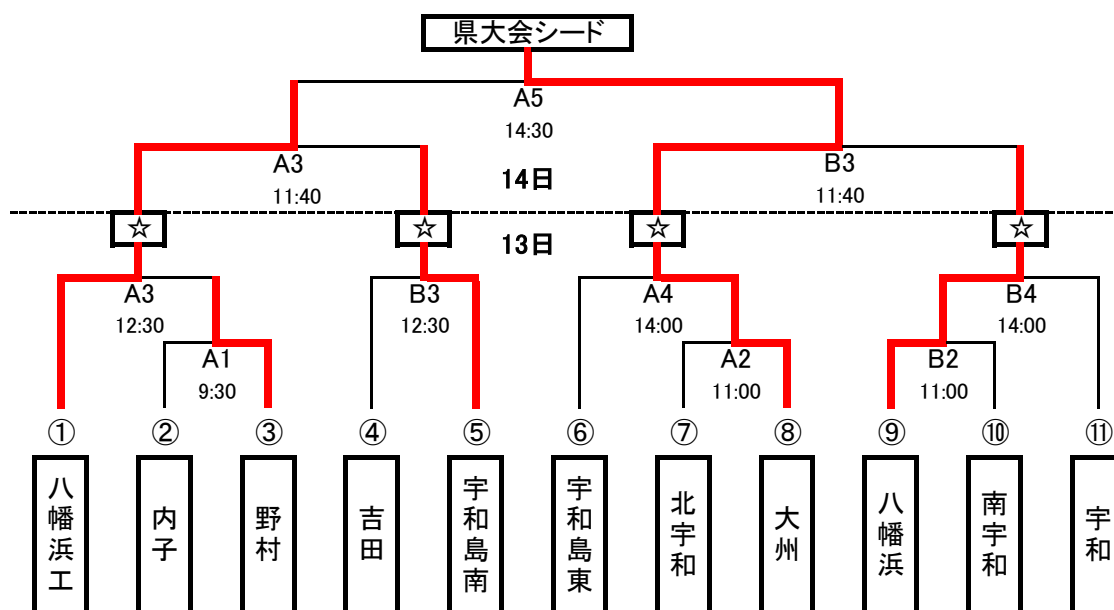 県大会シード
A5
14:30
A3
B3
11:40
14日
11:40
☆
☆
☆
☆
13日
A3
B3
A4
B4
12:30
12:30
14:00
14:00
A1
A2
B2
9:30
11:00
11:00
①
②
③
④
⑤
⑥
⑦
⑧
⑨
⑩
⑪
八幡浜工
内子
野村
吉田
宇和島南
宇和島東
北宇和
大州
八幡浜
南宇和
宇和